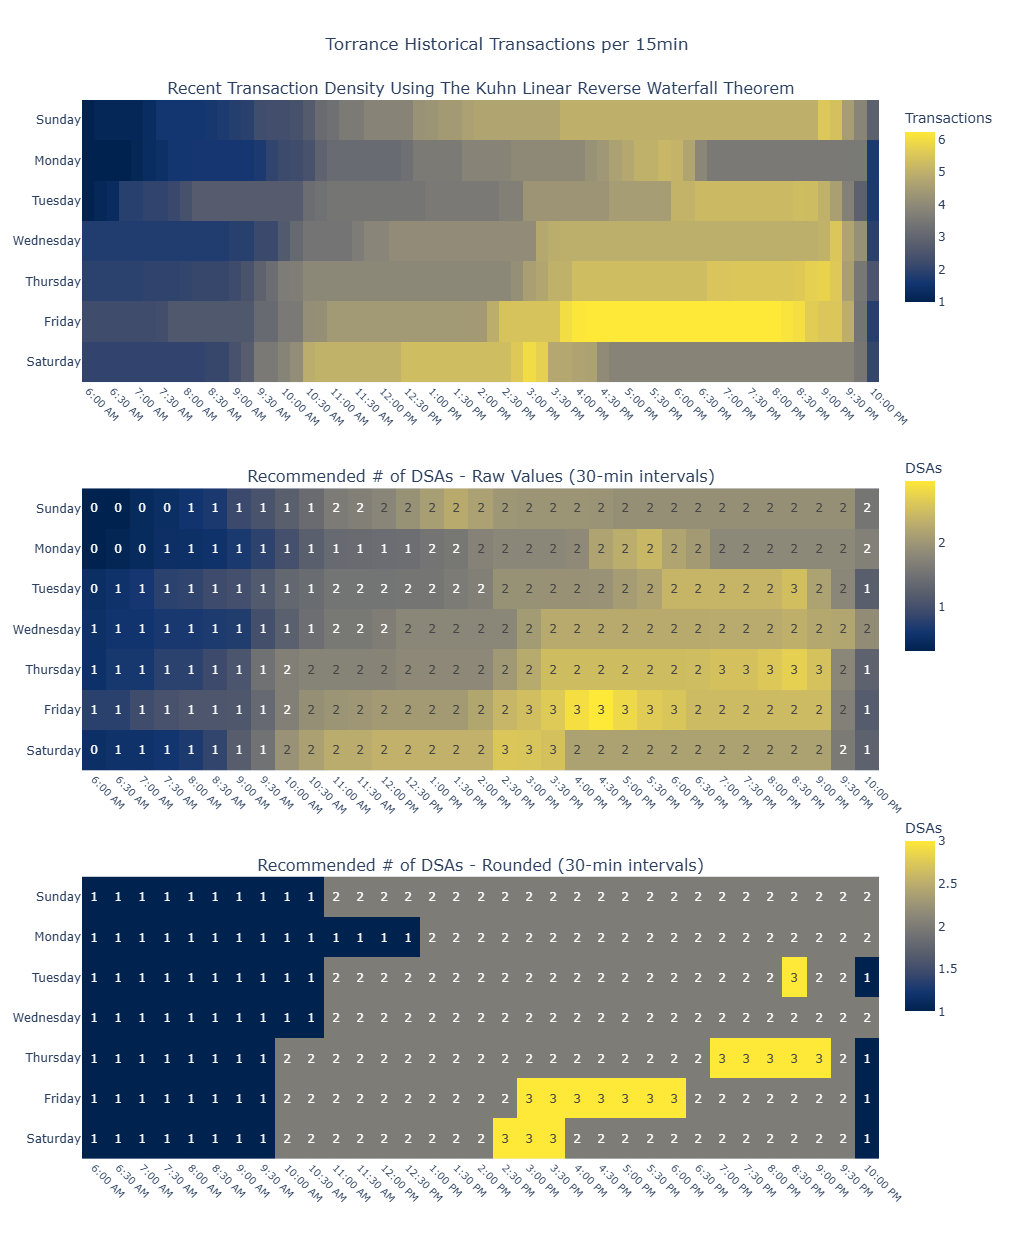 Torrance Historical Transactions per 15min
Recent Transaction Density Using The Kuhn Linear Reverse Waterfall Theorem
Transactions
6
5
4
3
2
1
Sunday
Monday
Tuesday
Wednesday
Thursday
Friday
Saturday
6:00 AM 6:30 AM 7:00 AM 7:30 AM 8:00 AM 8:30 AM 9:00 AM 9:30 AM 10:00 AM 10:30 AM 11:00 AM 11:30 AM 12:00 PM 12:30 PM 1:00 PM 1:30 PM 2:00 PM 2:30 PM 3:00 PM 3:30 PM 4:00 PM 4:30 PM 5:00 PM 5:30 PM 6:00 PM 6:30 PM 7:00 PM 7:30 PM 8:00 PM 8:30 PM 9:00 PM 9:30 PM 10:00 PM
Recommended # of DSAs - Raw Values (30-min intervals)
DSAs
2
1
Sunday 0 0 0 0 1 1 1 1 1 1 2 2 2 2 2 2 2 2 2 2 2 2 2 2 2 2 2 2 2 2 2 2 2
Monday 0 0 0 1 1 1 1 1 1 1 1 1 1 1 2 2 2 2 2 2 2 2 2 2 2 2 2 2 2 2 2 2 2
Tuesday 0 1 1 1 1 1 1 1 1 1 2 2 2 2 2 2 2 2 2 2 2 2 2 2 2 2 2 2 2 3 2 2 1
Wednesday 1 1 1 1 1 1 1 1 1 1 2 2 2 2 2 2 2 2 2 2 2 2 2 2 2 2 2 2 2 2 2 2 2
Thursday 1 1 1 1 1 1 1 1 2 2 2 2 2 2 2 2 2 2 2 2 2 2 2 2 2 2 3 3 3 3 3 2 1
Friday 1 1 1 1 1 1 1 1 2 2 2 2 2 2 2 2 2 2 3 3 3 3 3 3 3 2 2 2 2 2 2 2 1
Saturday 0 1 1 1 1 1 1 1 2 2 2 2 2 2 2 2 2 3 3 3 2 2 2 2 2 2 2 2 2 2 2 2 1
6:00 AM 6:30 AM 7:00 AM 7:30 AM 8:00 AM 8:30 AM 9:00 AM 9:30 AM 10:00 AM 10:30 AM 11:00 AM 11:30 AM 12:00 PM 12:30 PM 1:00 PM 1:30 PM 2:00 PM 2:30 PM 3:00 PM 3:30 PM 4:00 PM 4:30 PM 5:00 PM 5:30 PM 6:00 PM 6:30 PM 7:00 PM 7:30 PM 8:00 PM 8:30 PM 9:00 PM 9:30 PM 10:00 PM
Recommended # of DSAs - Rounded (30-min intervals)
DSAs
3
2.5
2
1.5
1
Sunday 1 1 1 1 1 1 1 1 1 1 2 2 2 2 2 2 2 2 2 2 2 2 2 2 2 2 2 2 2 2 2 2 2
Monday 1 1 1 1 1 1 1 1 1 1 1 1 1 1 2 2 2 2 2 2 2 2 2 2 2 2 2 2 2 2 2 2 2
Tuesday 1 1 1 1 1 1 1 1 1 1 2 2 2 2 2 2 2 2 2 2 2 2 2 2 2 2 2 2 2 3 2 2 1
Wednesday 1 1 1 1 1 1 1 1 1 1 2 2 2 2 2 2 2 2 2 2 2 2 2 2 2 2 2 2 2 2 2 2 2
Thursday 1 1 1 1 1 1 1 1 2 2 2 2 2 2 2 2 2 2 2 2 2 2 2 2 2 2 3 3 3 3 3 2 1
Friday 1 1 1 1 1 1 1 1 2 2 2 2 2 2 2 2 2 2 3 3 3 3 3 3 3 2 2 2 2 2 2 2 1
Saturday 1 1 1 1 1 1 1 1 2 2 2 2 2 2 2 2 2 3 3 3 2 2 2 2 2 2 2 2 2 2 2 2 1
6:00 AM 6:30 AM 7:00 AM 7:30 AM 8:00 AM 8:30 AM 9:00 AM 9:30 AM 10:00 AM 10:30 AM 11:00 AM 11:30 AM 12:00 PM 12:30 PM 1:00 PM 1:30 PM 2:00 PM 2:30 PM 3:00 PM 3:30 PM 4:00 PM 4:30 PM 5:00 PM 5:30 PM 6:00 PM 6:30 PM 7:00 PM 7:30 PM 8:00 PM 8:30 PM 9:00 PM 9:30 PM 10:00 PM